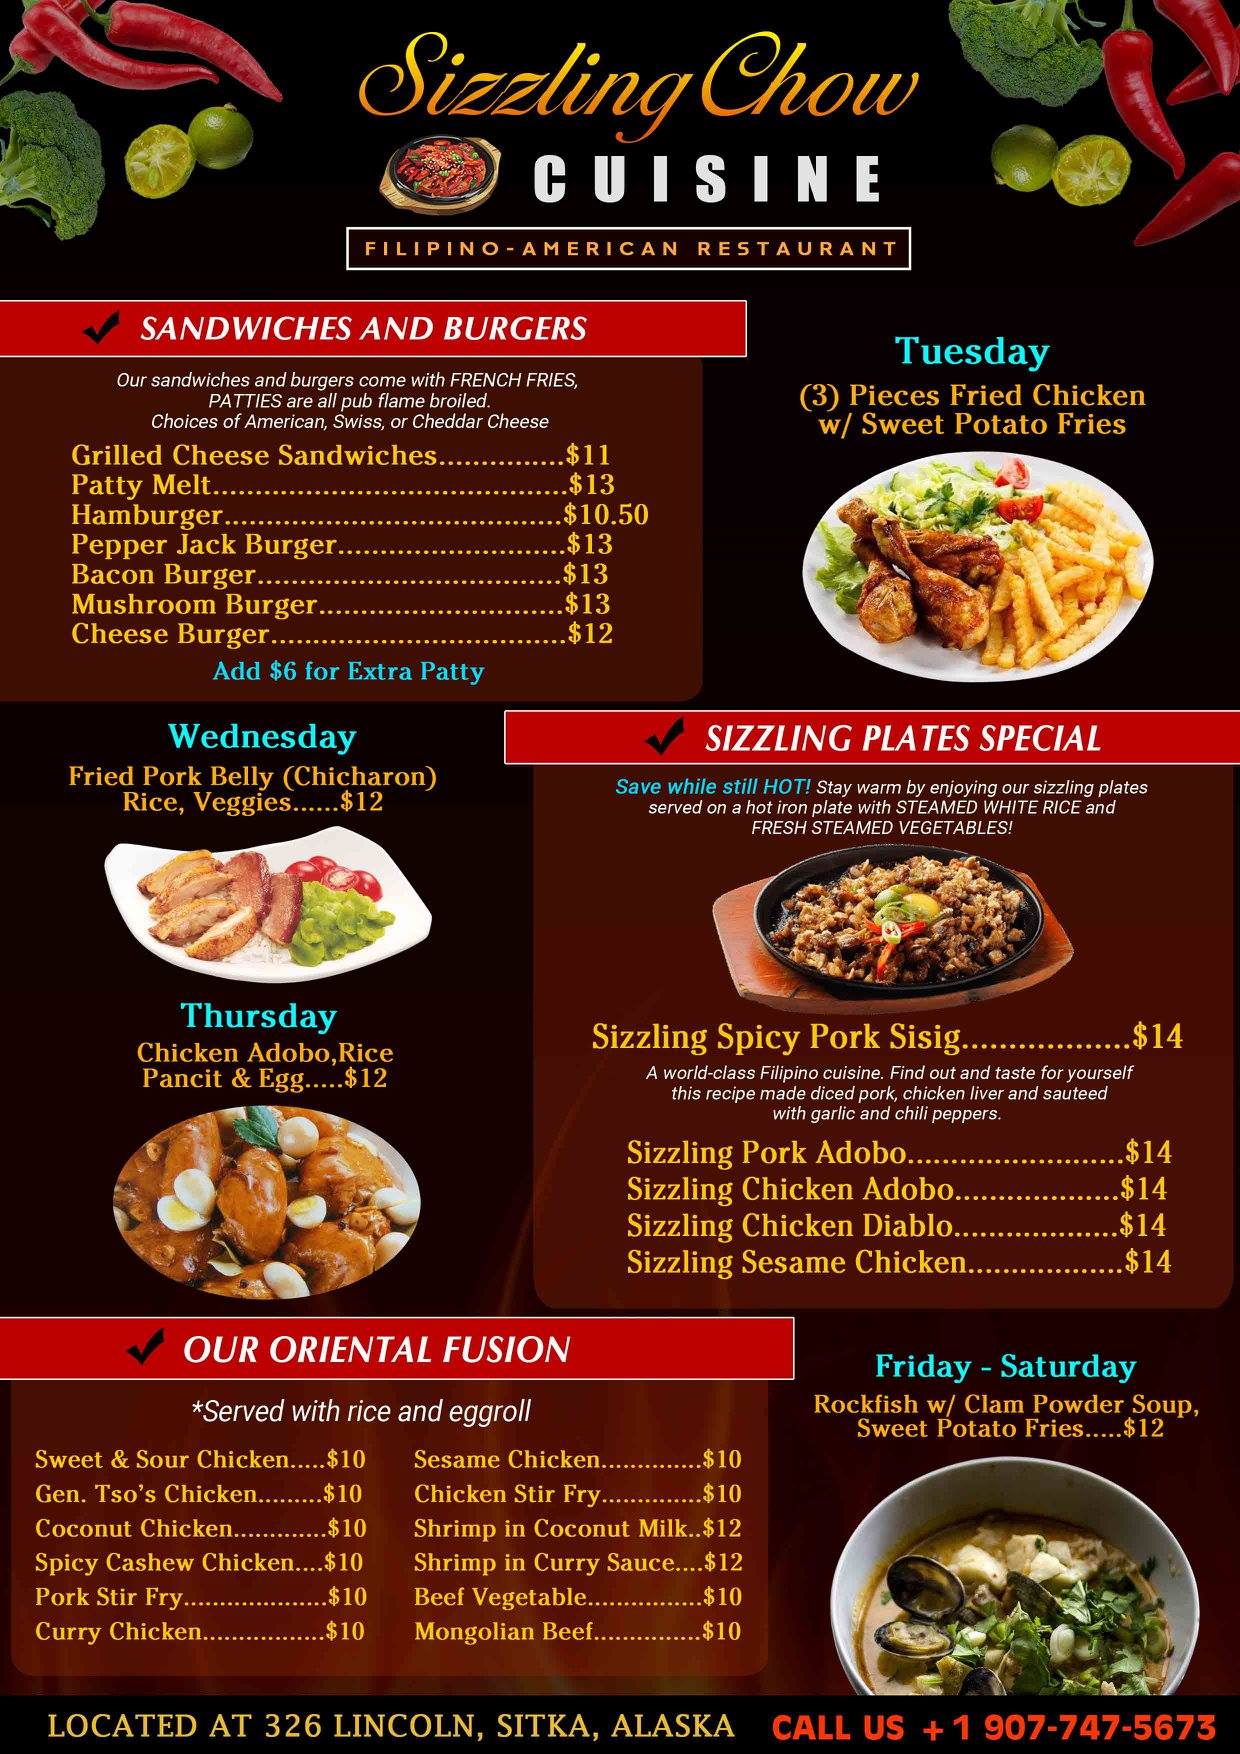 Sizzling Chow
CUISINE
FILIPINO-AMERICAN RESTAURANT
SANDWICHES AND BURGERS
Our sandwiches and burgers come with FRENCH FRIES,
PATTIES are all pub flame broiled.
Choices of American, Swiss, or Cheddar Cheese
Grilled Cheese Sandwiches...............$11
Patty Melt..........................................$13
Hamburger........................................$10.50
Pepper Jack Burger...........................$13
Bacon Burger....................................$13
Mushroom Burger.............................$13
Cheese Burger...................................$12
Add $6 for Extra Patty
Tuesday
(3) Pieces Fried Chicken
w/ Sweet Potato Fries
Wednesday
Fried Pork Belly (Chicharon)
Rice, Veggies......$12
Thursday
Chicken Adobo,Rice
Pancit & Egg.....$12
SIZZLING PLATES SPECIAL
Save while still HOT! Stay warm by enjoying our sizzling plates
served on a hot iron plate with STEAMED WHITE RICE and
FRESH STEAMED VEGETABLES!
Sizzling Spicy Pork Sisig..................$14
A world-class Filipino cuisine. Find out and taste for yourself
this recipe made diced pork, chicken liver and sauteed
with garlic and chili peppers.
Sizzling Pork Adobo.........................$14
Sizzling Chicken Adobo...................$14
Sizzling Chicken Diablo...................$14
Sizzling Sesame Chicken..................$14
OUR ORIENTAL FUSION
*Served with rice and eggroll
Sweet & Sour Chicken.....$10
Gen. Tso's Chicken.........$10
Coconut Chicken.............$10
Spicy Cashew Chicken....$10
Pork Stir Fry....................$10
Curry Chicken.................$10
Sesame Chicken..............$10
Chicken Stir Fry..............$10
Shrimp in Coconut Milk..$12
Shrimp in Curry Sauce....$12
Beef Vegetable................$10
Mongolian Beef...............$10
Friday - Saturday
Rockfish w/ Clam Powder Soup,
Sweet Potato Fries.....$12
LOCATED AT 326 LINCOLN, SITKA, ALASKA
CALL US +1 907-747-5673